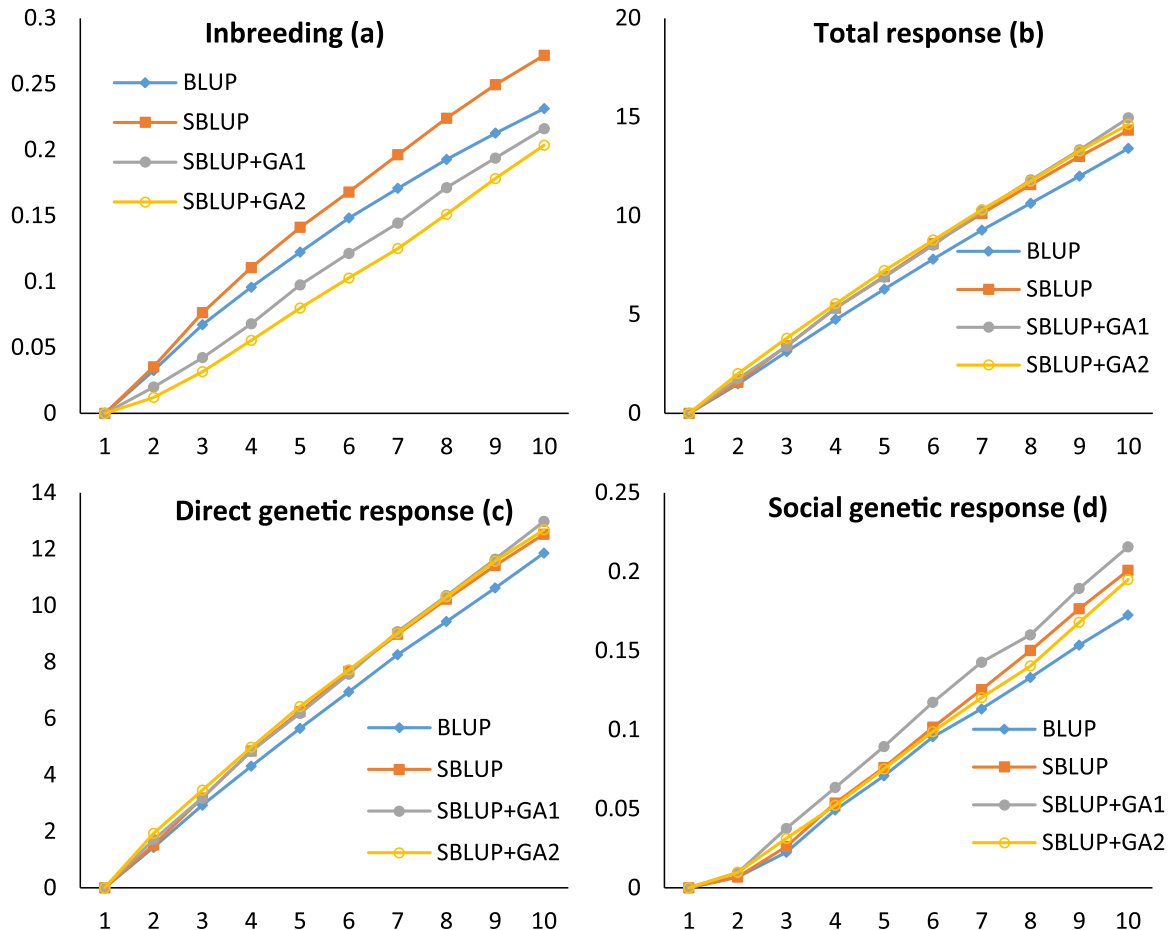 Inbreeding (a)
0.3
0.25
0.2
0.15
0.1
0.05
0
BLUP
SBLUP
SBLUP+GA1
SBLUP+GA2
1 2 3 4 5 6 7 8 9 10
Total response (b)
20
15
10
5
0
BLUP
SBLUP
SBLUP+GA1
SBLUP+GA2
1 2 3 4 5 6 7 8 9 10
Direct genetic response (c)
14
12
10
8
6
4
2
0
BLUP
SBLUP
SBLUP+GA1
SBLUP+GA2
1 2 3 4 5 6 7 8 9 10
Social genetic response (d)
0.25
0.2
0.15
0.1
0.05
0
BLUP
SBLUP
SBLUP+GA1
SBLUP+GA2
1 2 3 4 5 6 7 8 9 10